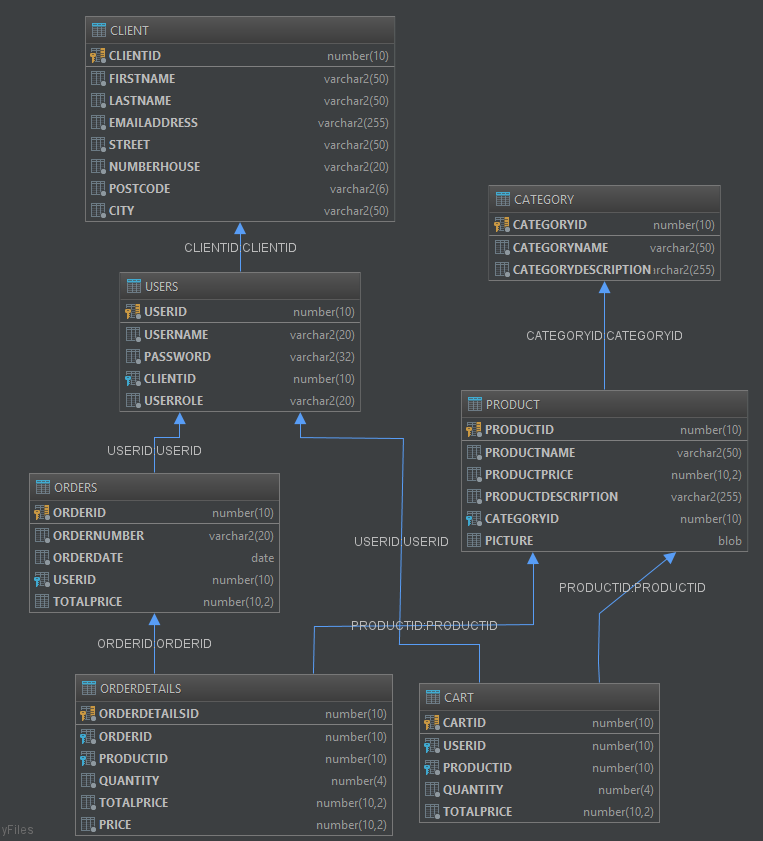 CLIENT
CLIENTID number(10)
FIRSTNAME varchar2(50)
LASTNAME varchar2(50)
EMAILADDRESS varchar2(255)
STREET varchar2(50)
NUMBERHOUSE varchar2(20)
POSTCODE varchar2(6)
CITY varchar2(50)
CLIENTID:CLIENTID
CATEGORY
CATEGORYID number(10)
CATEGORYNAME varchar2(50)
CATEGORYDESCRIPTION rchar2(255)
CATEGORYID:CATEGORYID
USERS
USERID number(10)
USERNAME varchar2(20)
PASSWORD varchar2(32)
CLIENTID number(10)
USERROLE varchar2(20)
USERID:USERID
PRODUCT
PRODUCTID number(10)
PRODUCTNAME varchar2(50)
PRODUCTPRICE number(10,2)
PRODUCTDESCRIPTION varchar2(255)
CATEGORYID number(10)
PICTURE blob
ORDERS
ORDERID number(10)
ORDERNUMBER varchar2(20)
ORDERDATE date
USERID number(10)
TOTALPRICE number(10,2)
USERID:USERID
PRODUCTID:PRODUCTID
PRODUCTID:PRODUCTID
ORDERID:ORDERID
ORDERDETAILS
ORDERDETAILSID number(10)
ORDERID number(10)
PRODUCTID number(10)
QUANTITY number(4)
TOTALPRICE number(10,2)
PRICE number(10,2)
CART
CARTID number(10)
USERID number(10)
PRODUCTID number(10)
QUANTITY number(4)
TOTALPRICE number(10,2)
yFiles